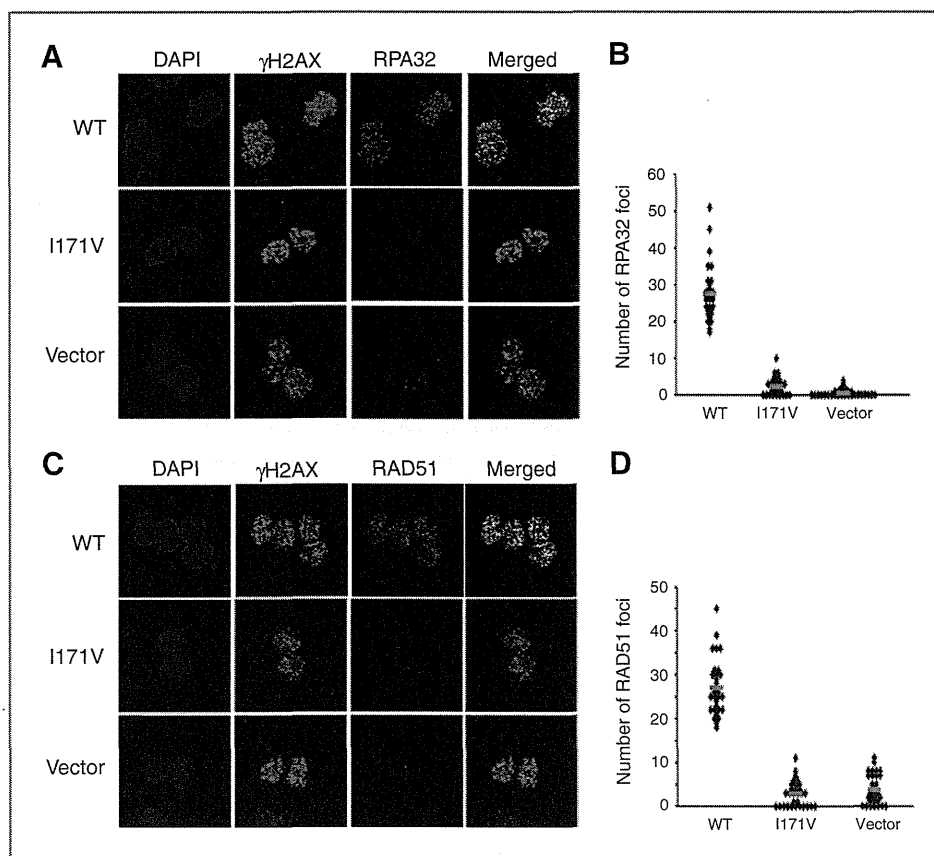 A
DAPI γH2AX RPA32 Merged
WT
I171V
Vector
B
Number of RPA32 foci
60
50
40
30
20
10
0
WT I171V Vector
C
DAPI γH2AX RAD51 Merged
WT
I171V
Vector
D
Number of RAD51 foci
50
40
30
20
10
0
WT I171V Vector